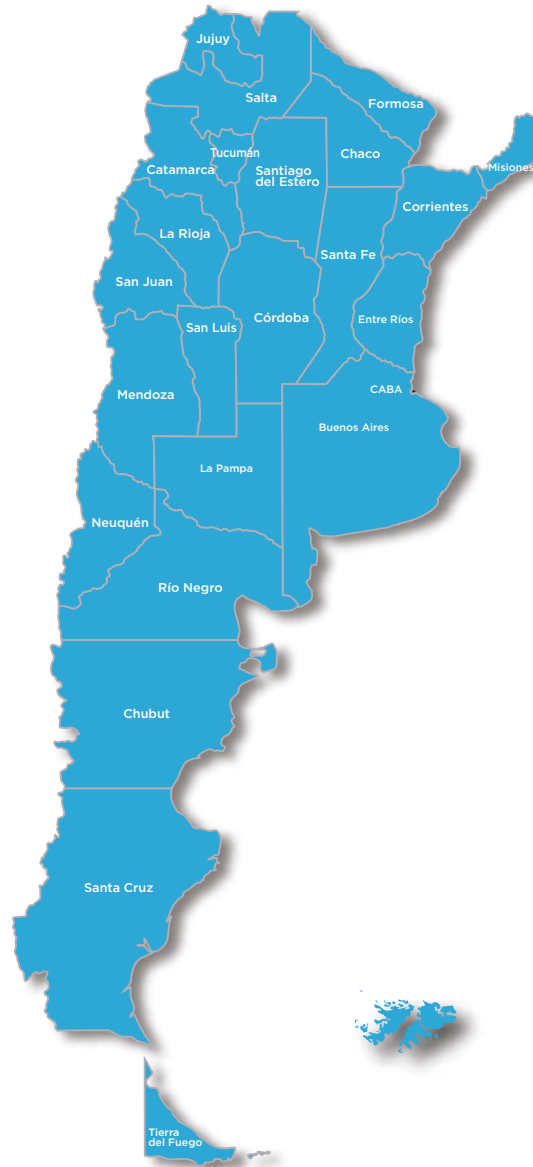 Jujuy
Salta
Formosa
Tucumán
Chaco
Misiones
Catamarca
Santiago
del Estero
Corrientes
La Rioja
Santa Fe
San Juan
Córdoba
Entre Ríos
San Luis
CABA
Mendoza
Buenos Aires
La Pampa
Neuquén
Río Negro
Chubut
Santa Cruz
Tierra
del Fuego